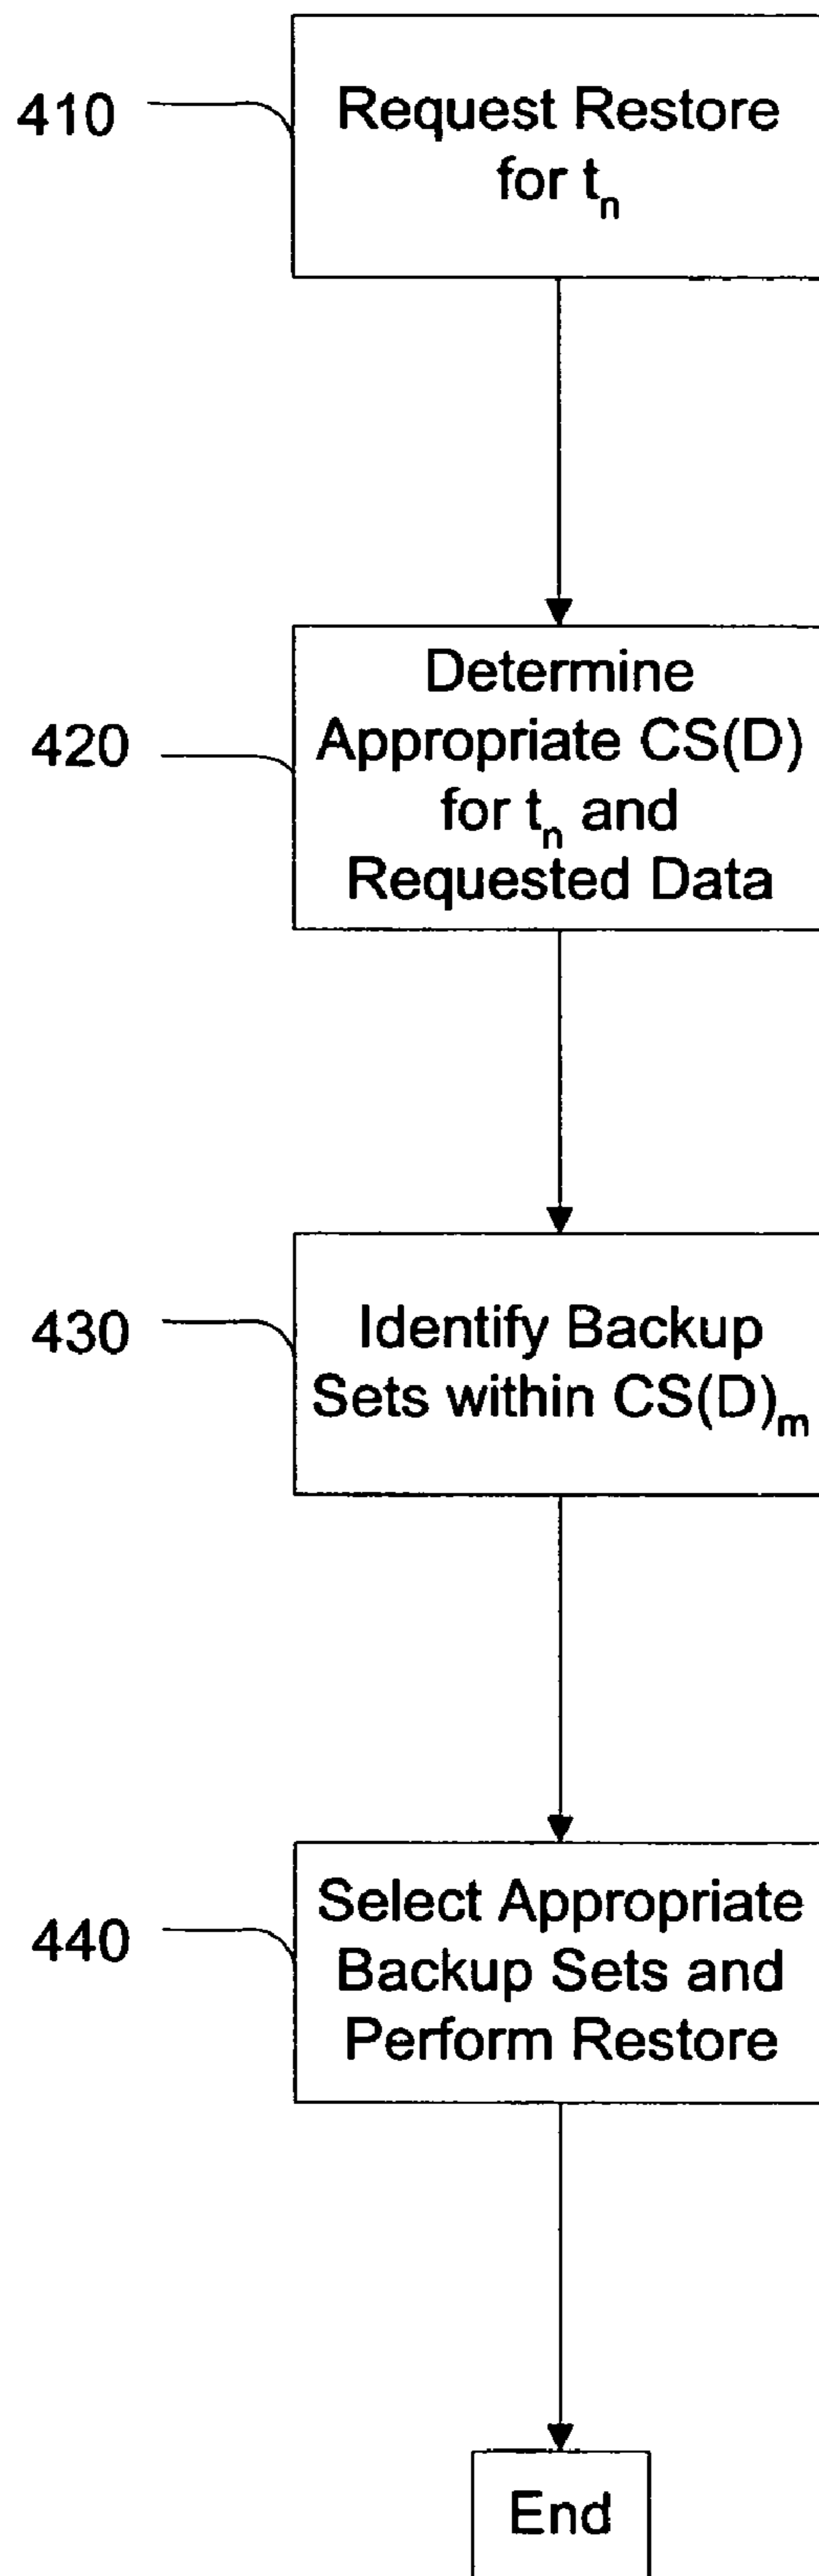 410
Request Restore
for tn
420
Determine
Appropriate CS(D)
for tn and
Requested Data
430
Identify Backup
Sets within CS(D)m
440
Select Appropriate
Backup Sets and
Perform Restore
End